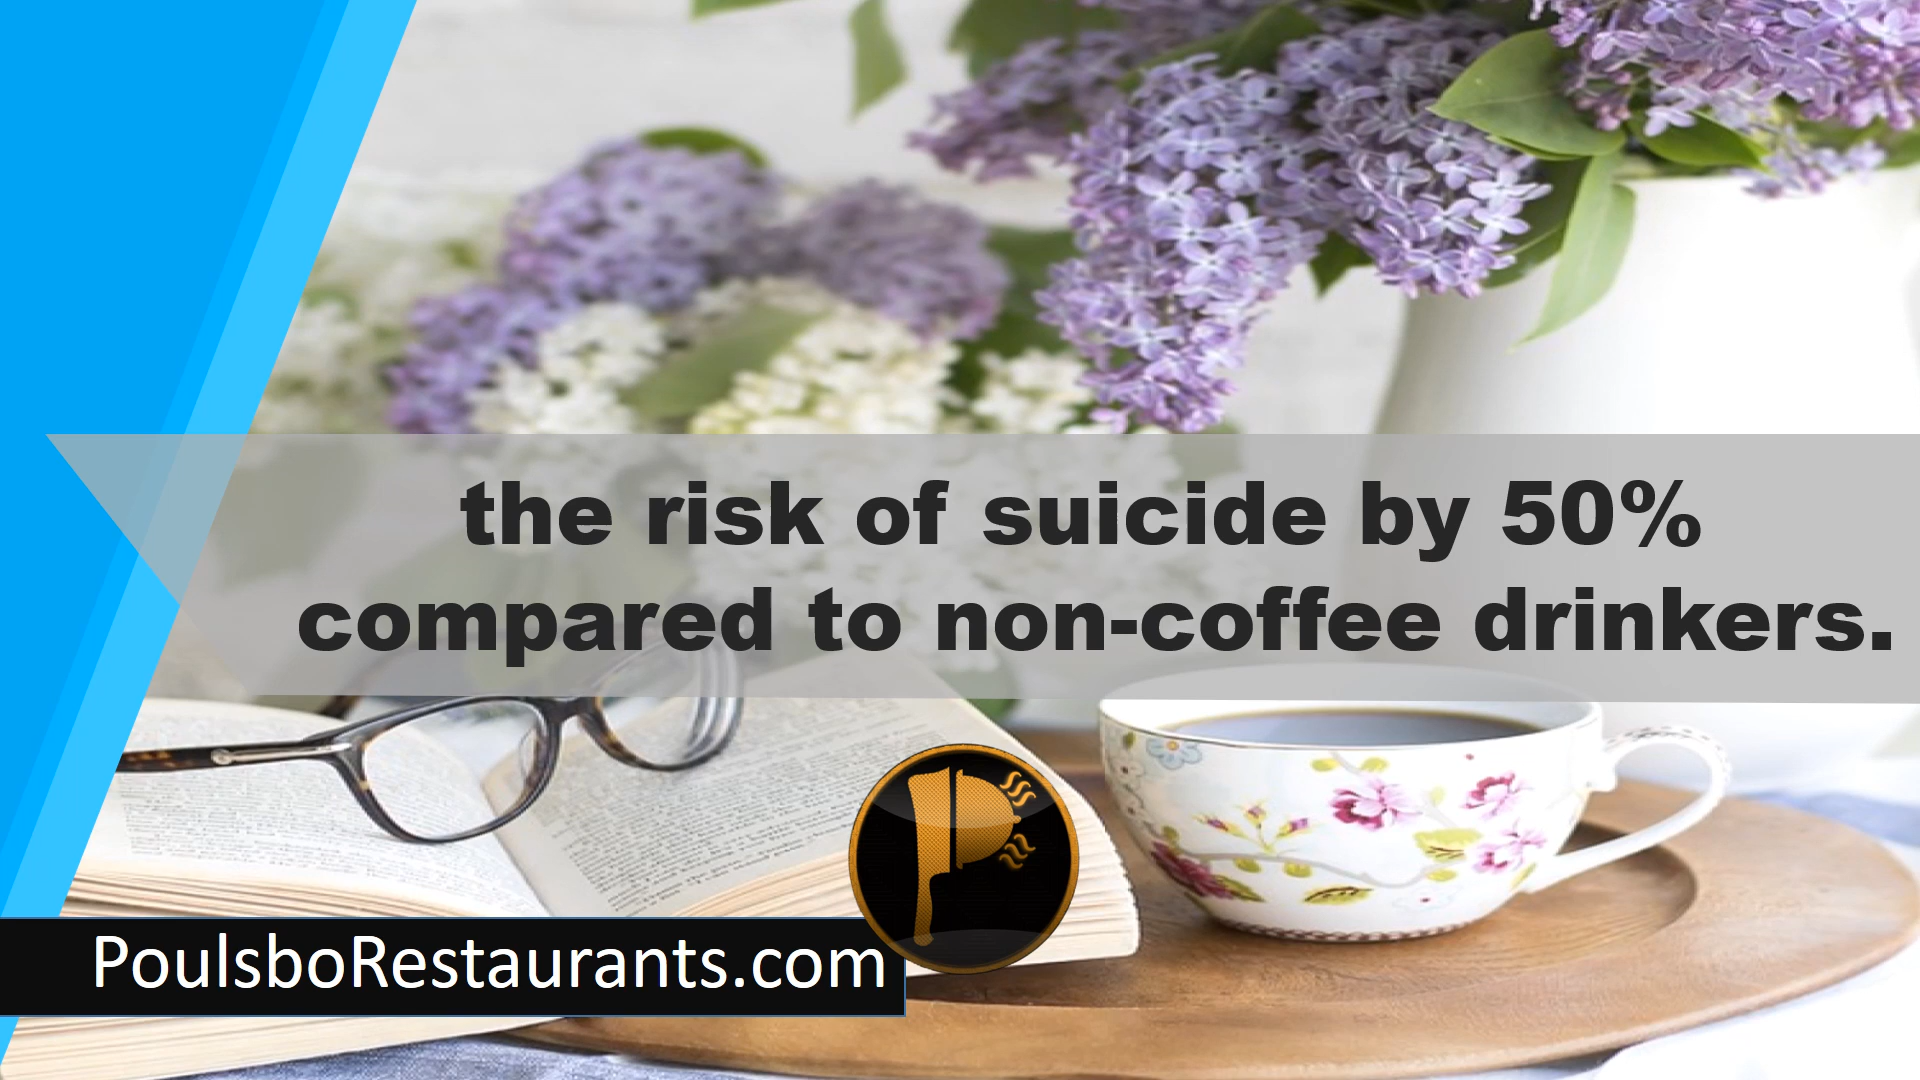 the risk of suicide by 50%
compared to non-coffee drinkers.
PoulsboRestaurants.com